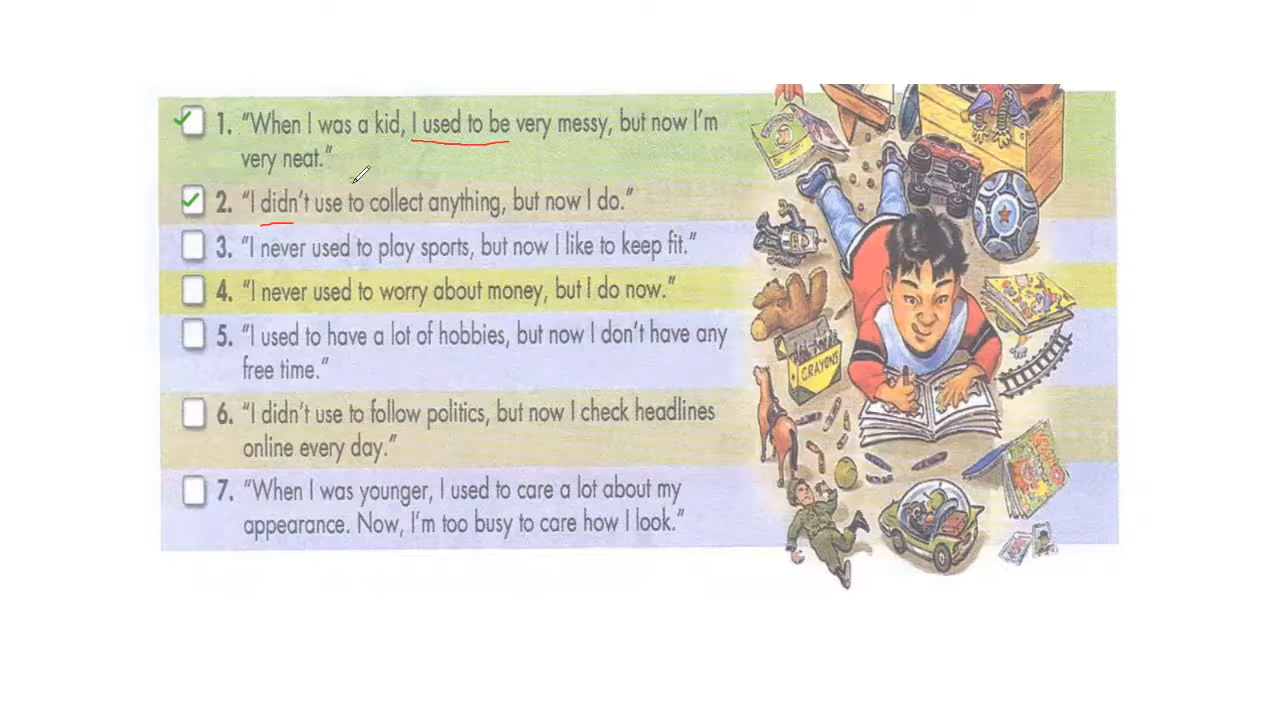 1. "When I was a kid, I used to be very messy, but now I'm
very neat."
2. "I didn't use to collect anything, but now I do."
3. "I never used to play sports, but now I like to keep fit."
4. "I never used to worry about money, but I do now."
5. "I used to have a lot of hobbies, but now I don't have any
free time."
6. "I didn't use to follow politics, but now I check headlines
online every day."
7. "When I was younger, I used to care a lot about my
appearance. Now, I'm too busy to care how I look."
CRAYONS